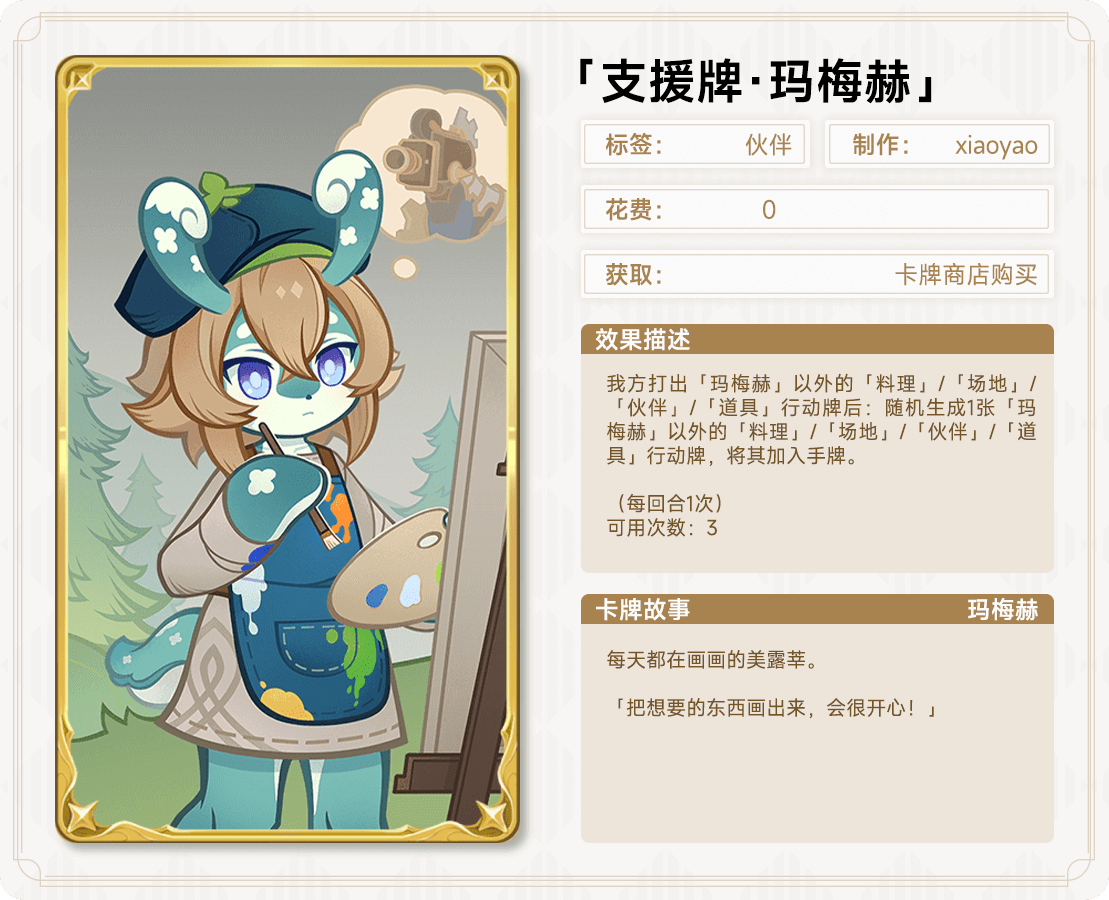 「支援牌·玛梅赫」
标签： 伙伴 制作： xiaoyao
花费： 0
获取： 卡牌商店购买
效果描述
我方打出「玛梅赫」以外的「料理」/「场地」/
「伙伴」/「道具」行动牌后：随机生成1张「玛
梅赫」以外的「料理」/「场地」/「伙伴」/「道
具」行动牌，将其加入手牌。
（每回合1次）
可用次数：3
卡牌故事 玛梅赫
每天都在画画的美露莘。
「把想要的东西画出来，会很开心！」